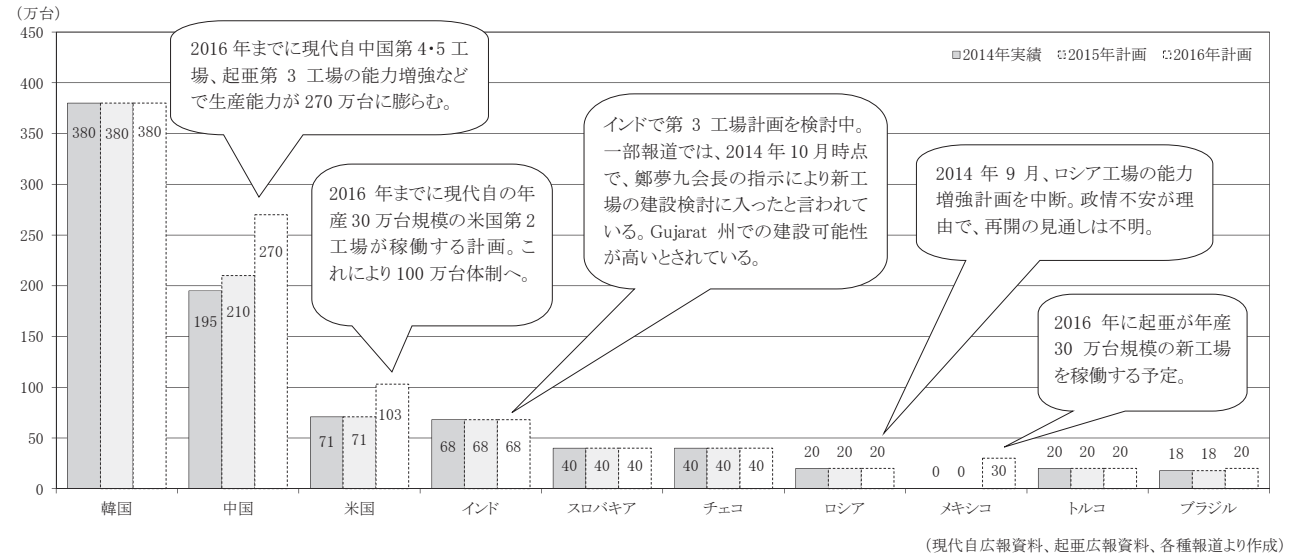 (万台)
450
400
350
300
250
200
150
100
50
0
■2014年実績 2015年計画 2016年計画
2016 年までに現代自中国第 4・5 工
場、起亜第 3 工場の能力増強など
で生産能力が 270 万台に膨らむ。
2016 年までに現代自の年
産30 万台規模の米国第2
工場が稼働する計画。こ
れにより 100 万台体制へ。
インドで第 3 工場計画を検討中。
一部報道では、2014 年 10 月時点
で、鄭夢九会長の指示により新工
場の建設検討に入ったと言われて
いる。Gujarat 州での建設可能性
が高いとされている。
2014 年 9 月、ロシア工場の能力
増強計画を中断。政情不安が理
由で、再開の見通しは不明。
2016 年に起亜が年産
30 万台規模の新工場
を稼働する予定。
380 380 380
195 210 270
71 71 103
68 68 68
40 40 40
40 40 40
20 20 20
0 0 30
20 20 20
18 18 20
韓国 中国 米国 インド スロバキア チェコ ロシア メキシコ トルコ ブラジル
(現代自広報資料、起亜広報資料、各種報道より作成)